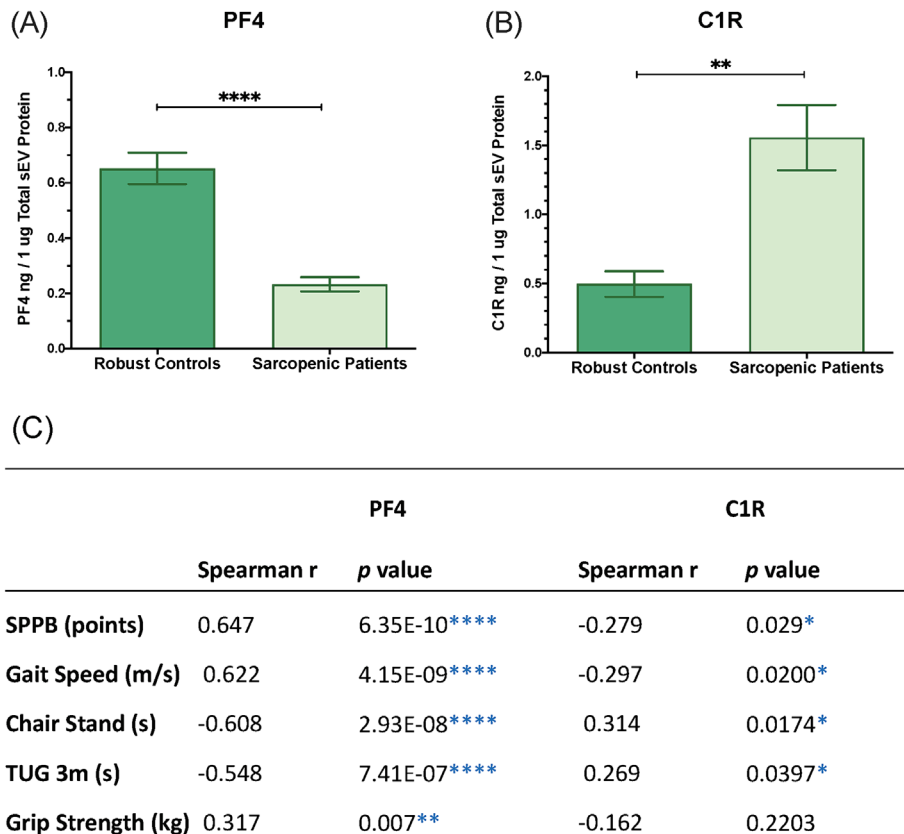 (A)
PF4
PF4 ng / 1 ug Total sEV Protein
1.0
0.8
0.6
0.4
0.2
0.0
****
Robust Controls Sarcopenic Patients
(B)
C1R
C1R ng / 1 ug Total sEV Protein
2.0
1.5
1.0
0.5
0.0
**
Robust Controls Sarcopenic Patients
(C)
PF4 C1R
Spearman r p value Spearman r p value
SPPB (points) 0.647 6.35E-10**** -0.279 0.029*
Gait Speed (m/s) 0.622 4.15E-09**** -0.297 0.0200*
Chair Stand (s) -0.608 2.93E-08**** 0.314 0.0174*
TUG 3m (s) -0.548 7.41E-07**** 0.269 0.0397*
Grip Strength (kg) 0.317 0.007** -0.162 0.2203